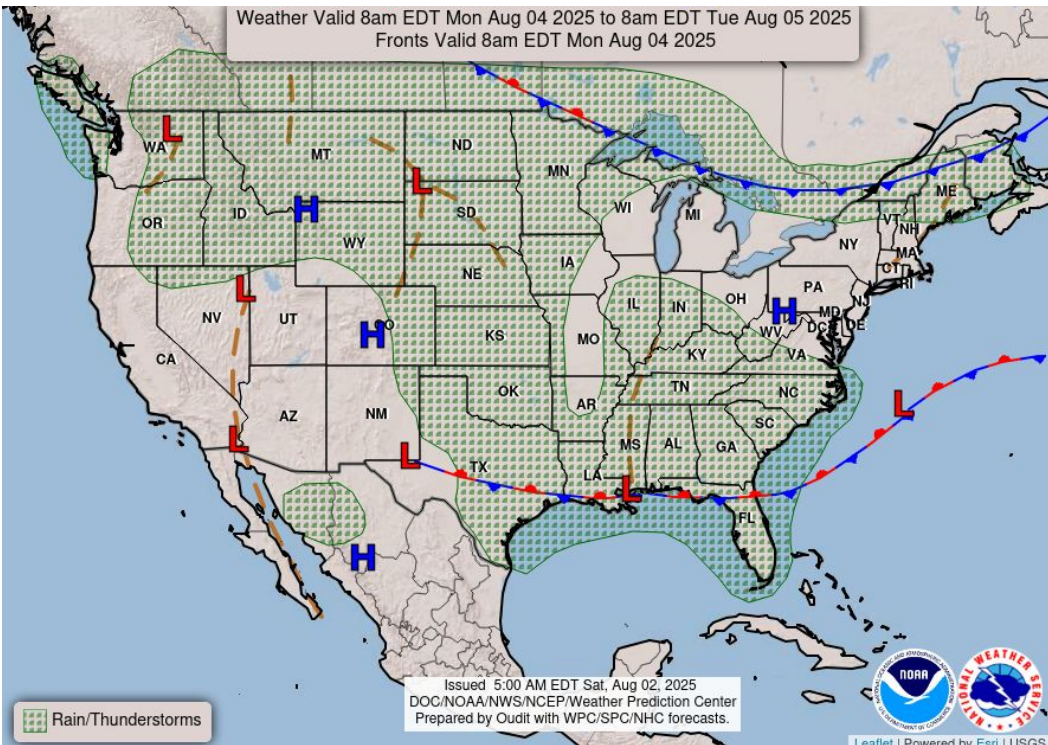 Weather Valid 8am EDT Mon Aug 04 2025 to 8am EDT Tue Aug 05 2025
Fronts Valid 8am EDT Mon Aug 04 2025
L
WA
MT
ND
MN
ME
L
OR
ID
H
SD
WI
MI
VT
NH
WY
NY
MA
CT
RI
IA
NE
L
NV
UT
CO
H
IL
IN
OH
PA
NJ
H
MD
DE
DC
WV
CA
KS
MO
KY
VA
AZ
NM
OK
AR
TN
NC
L
SC
L
L
TX
MS
AL
GA
LA
L
FL
H
Issued 5:00 AM EDT Sat, Aug 02, 2025
DOC/NOAA/NWS/NCEP/Weather Prediction Center
Prepared by Oudit with WPC/SPC/NHC forecasts.
Rain/Thunderstorms
NOAA
NATIONAL WEATHER SERVICE
Leaflet | Powered by Esri | USGS